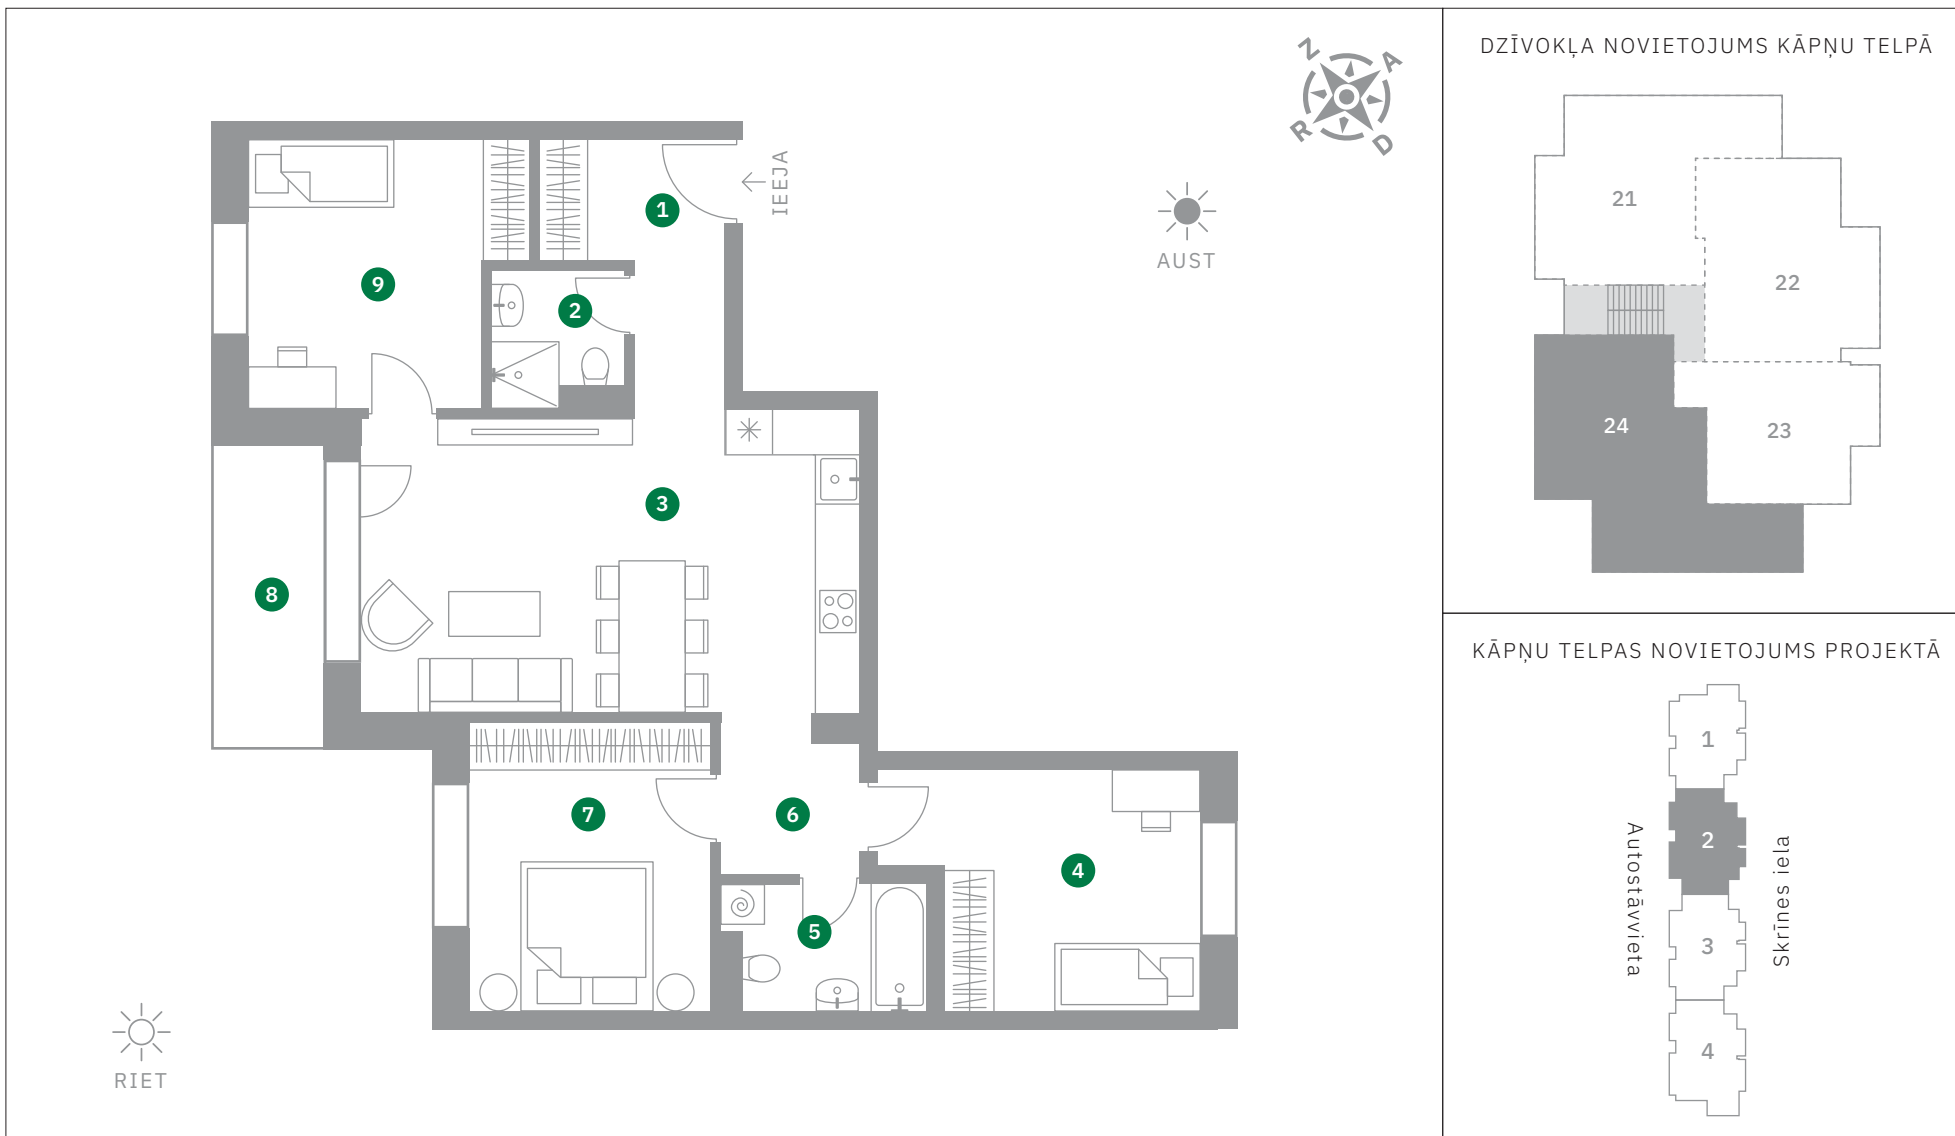 Z
A
R
D
IEEJA
1
9
2
3
8
7
6
4
5
AUST
RIET
DZĪVOKĻA NOVIETOJUMS KĀPŅU TELPĀ
21
22
24
23
KĀPŅU TELPAS NOVIETOJUMS PROJEKTĀ
1
2
3
4
Autostāvvieta
Skrīnes iela